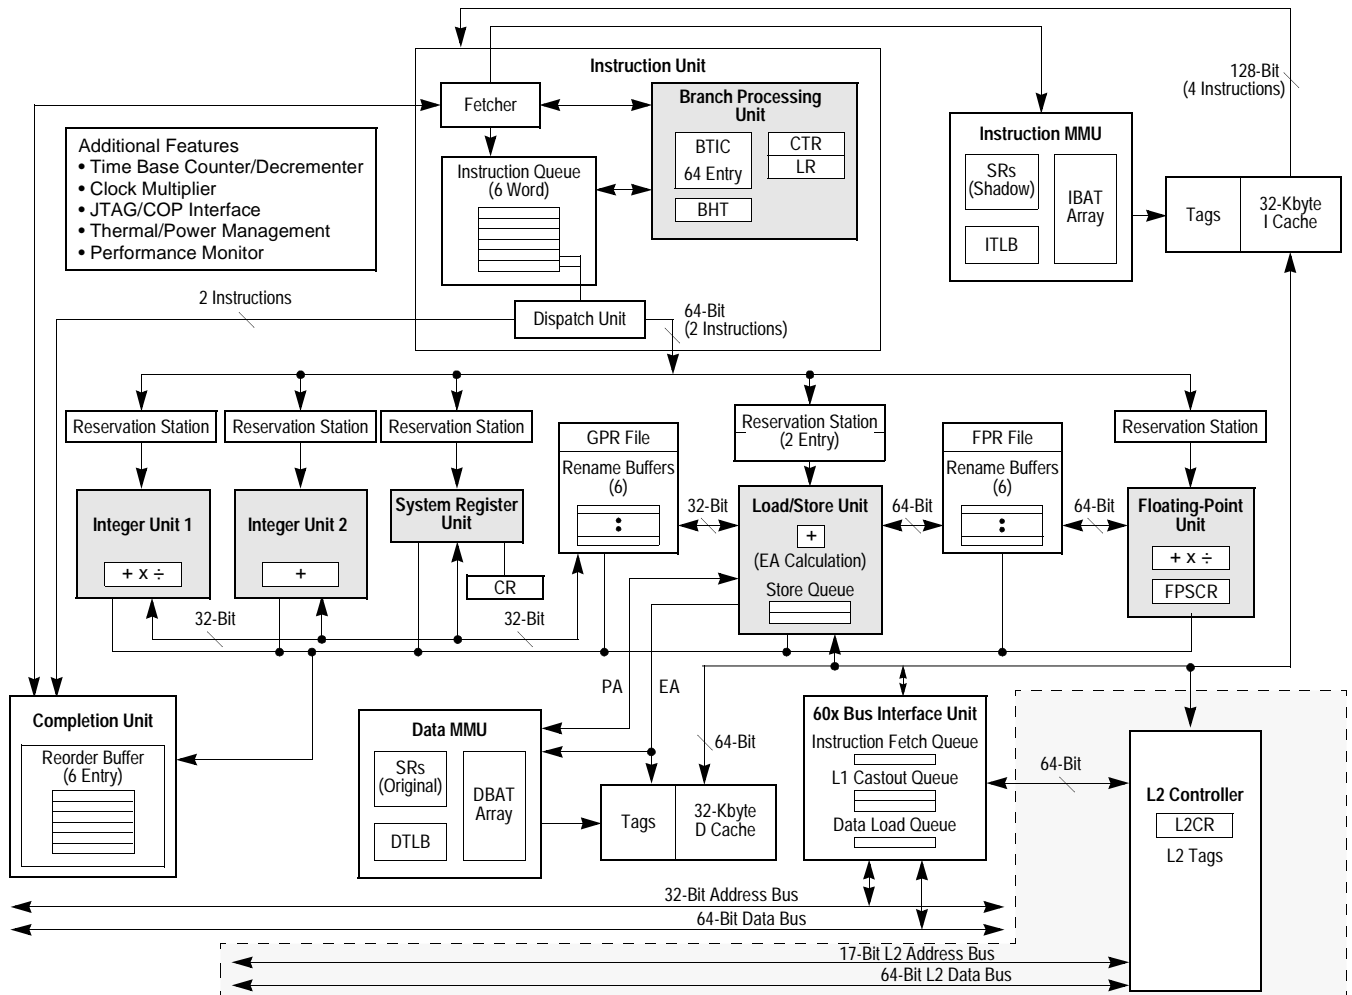 Instruction Unit
Fetcher
Branch Processing
Unit
BTIC
64 Entry
CTR
LR
BHT
Instruction Queue
(6 Word)
Dispatch Unit
64-Bit
(2 Instructions)
2 Instructions
128-Bit
(4 Instructions)
Instruction MMU
SRs
(Shadow)
ITLB
IBAT
Array
Tags
32-Kbyte
I Cache
Additional Features
• Time Base Counter/Decrementer
• Clock Multiplier
• JTAG/COP Interface
• Thermal/Power Management
• Performance Monitor
Reservation Station
Reservation Station
Reservation Station
Reservation Station
(2 Entry)
Reservation Station
GPR File
Rename Buffers
(6)
FPR File
Rename Buffers
(6)
Integer Unit 1
+ x ÷
Integer Unit 2
+
System Register
Unit
CR
32-Bit
Load/Store Unit
+
(EA Calculation)
Store Queue
64-Bit
64-Bit
Floating-Point
Unit
+ x ÷
FPSCR
32-Bit
32-Bit
PA
EA
Completion Unit
Reorder Buffer
(6 Entry)
Data MMU
SRs
(Original)
DTLB
DBAT
Array
64-Bit
Tags
32-Kbyte
D Cache
60x Bus Interface Unit
Instruction Fetch Queue
L1 Castout Queue
Data Load Queue
64-Bit
L2 Controller
L2CR
L2 Tags
32-Bit Address Bus
64-Bit Data Bus
17-Bit L2 Address Bus
64-Bit L2 Data Bus